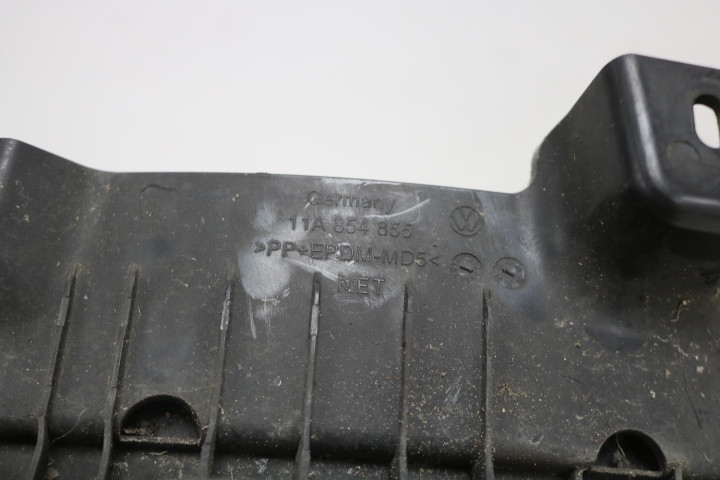 Germany
11A 854 855
>PP+EPDM-MD5<